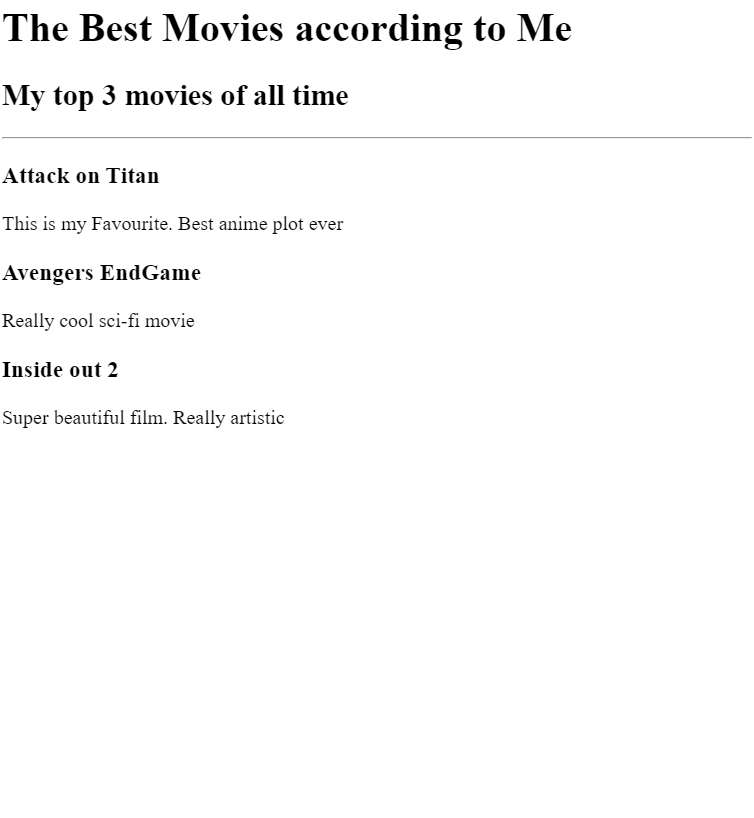 The Best Movies according to Me
My top 3 movies of all time
Attack on Titan
This is my Favourite. Best anime plot ever
Avengers EndGame
Really cool sci-fi movie
Inside out 2
Super beautiful film. Really artistic